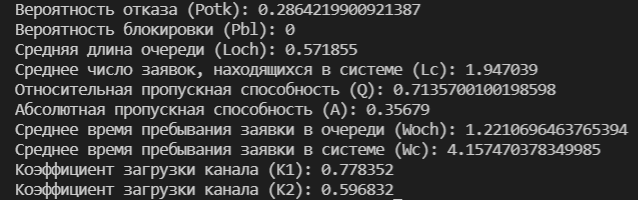 Вероятность отказа (Potk): 0.2864219900921387
Вероятность блокировки (Pbl): 0
Средняя длина очереди (Loch): 0.571855
Среднее число заявок, находящихся в системе (Lc): 1.947039
Относительная пропускная способность (Q): 0.7135700100198598
Абсолютная пропускная способность (A): 0.35679
Среднее время пребывания заявки в очереди (Woch): 1.2210696463765394
Среднее время пребывания заявки в системе (Wc): 4.157470378349985
Коэффициент загрузки канала (K1): 0.778352
Коэффициент загрузки канала (K2): 0.596832